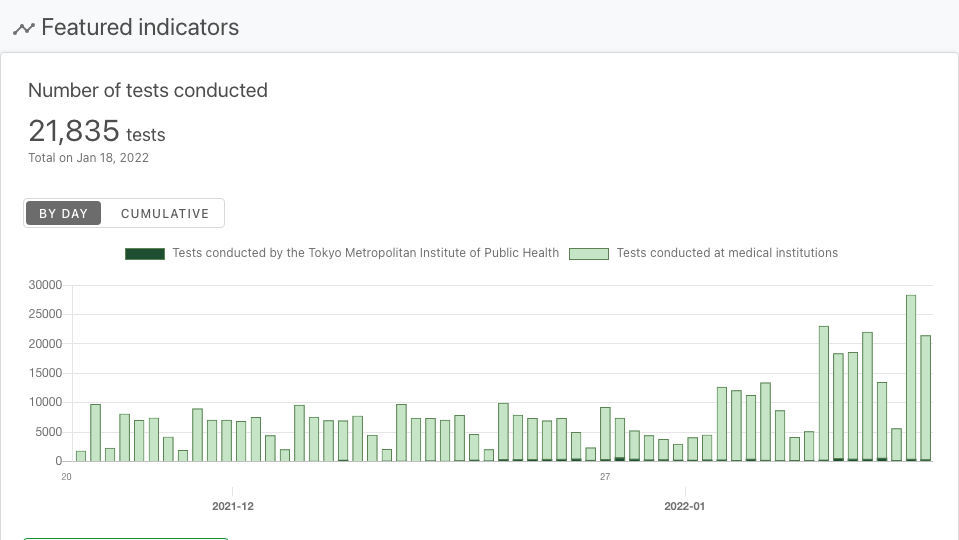 Featured indicators
Number of tests conducted
21,835 tests
Total on Jan 18, 2022
BY DAY CUMULATIVE
Tests conducted by the Tokyo Metropolitan Institute of Public Health Tests conducted at medical institutions
30000
25000
20000
15000
10000
5000
0
20 27
2021-12 2022-01